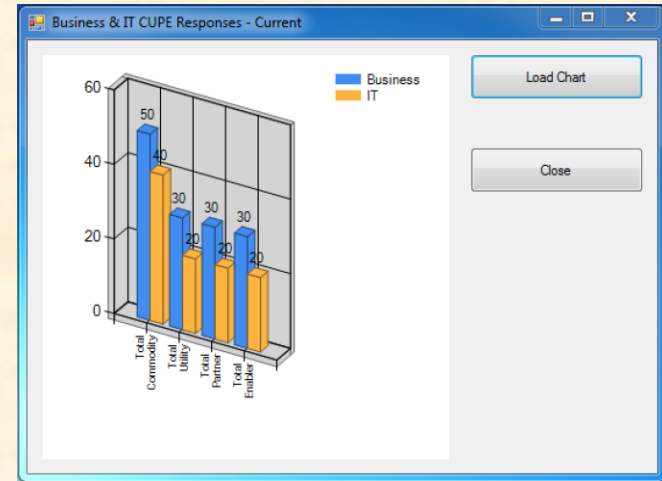 Business & IT CUPE Responses - Current
Load Chart
Close
Business
IT
60
40
20
0
50
40
30
20
30
20
30
20
Total
Commodity
Total
Utility
Total
Partner
Total
Enabler